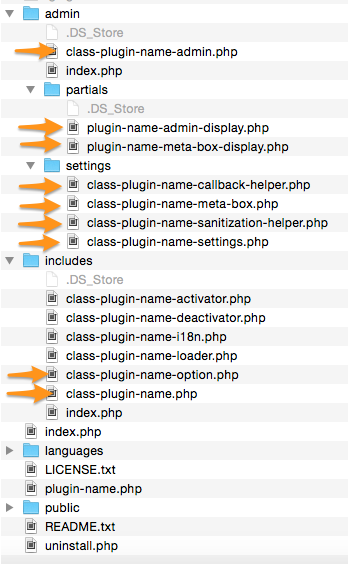 admin
.DS_Store
class-plugin-name-admin.php
index.php
partials
.DS_Store
plugin-name-admin-display.php
plugin-name-meta-box-display.php
settings
class-plugin-name-callback-helper.php
class-plugin-name-meta-box.php
class-plugin-name-sanitization-helper.php
class-plugin-name-settings.php
includes
.DS_Store
class-plugin-name-activator.php
class-plugin-name-deactivator.php
class-plugin-name-i18n.php
class-plugin-name-loader.php
class-plugin-name-option.php
class-plugin-name.php
index.php
index.php
languages
LICENSE.txt
plugin-name.php
public
README.txt
uninstall.php